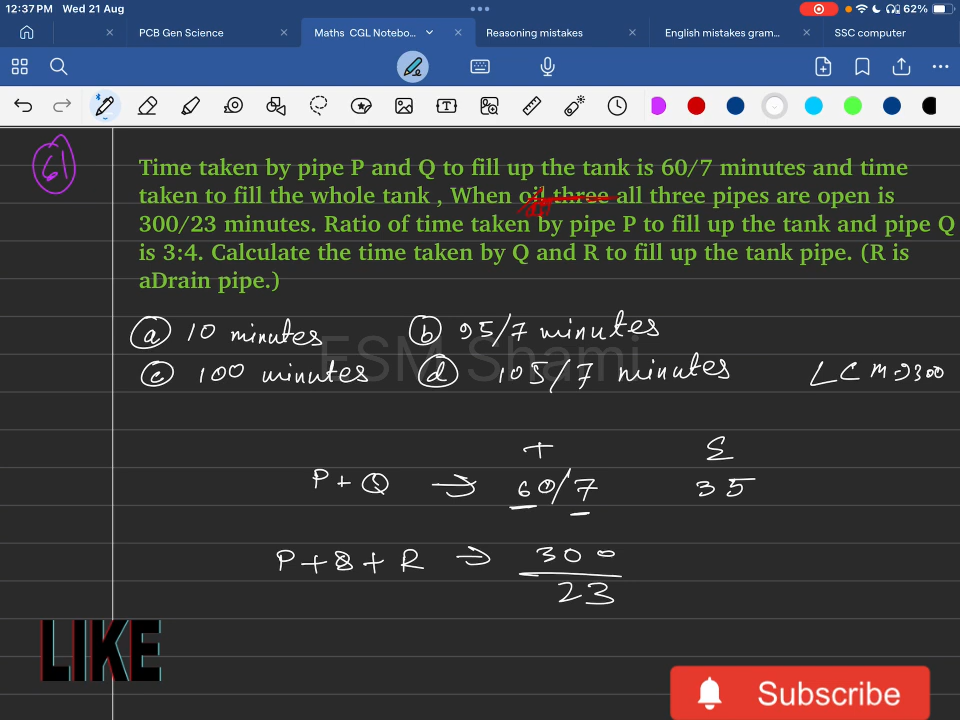 12:37 PM Wed 21 Aug
62%
PCB Gen Science
Maths CGL Notebo...
Reasoning mistakes
English mistakes gram...
SSC computer
61
Time taken by pipe P and Q to fill up the tank is 60/7 minutes and time
taken to fill the whole tank , When oil three all three pipes are open is
300/23 minutes. Ratio of time taken by pipe P to fill up the tank and pipe Q
is 3:4. Calculate the time taken by Q and R to fill up the tank pipe. (R is
aDrain pipe.)
a 10 minutes b 95/7 minutes
c 100 minutes d 105/7 minutes LCM → 300
FSM Shami
T Σ
P + Q ⇒ 60/7 35
P + Q + R ⇒ 300
23
LIKE
Subscribe